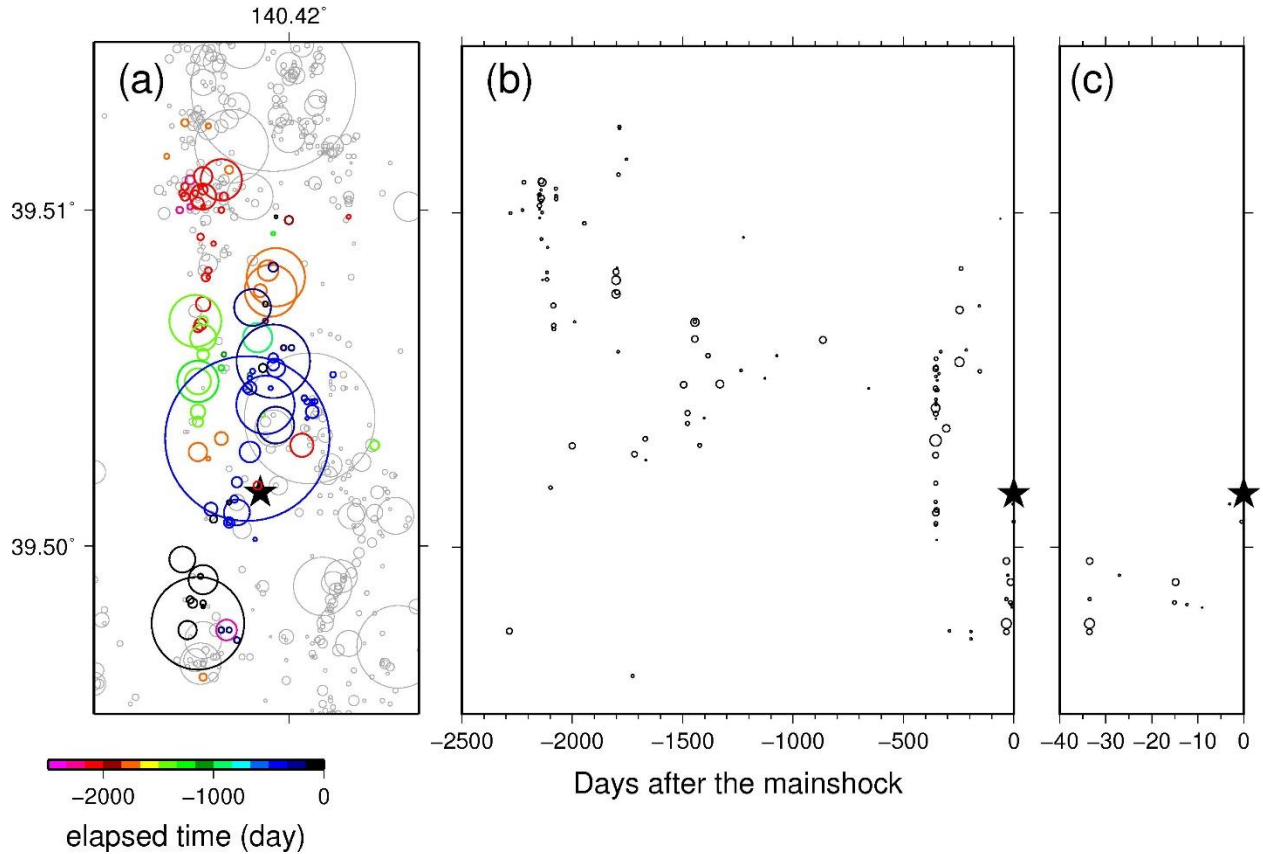 140.42°
(a) (b) (c)
39.51°
39.50°
−2500 −2000 −1500 −1000 −500 0 −40 −30 −20 −10 0
Days after the mainshock
−2000 −1000 0
elapsed time (day)